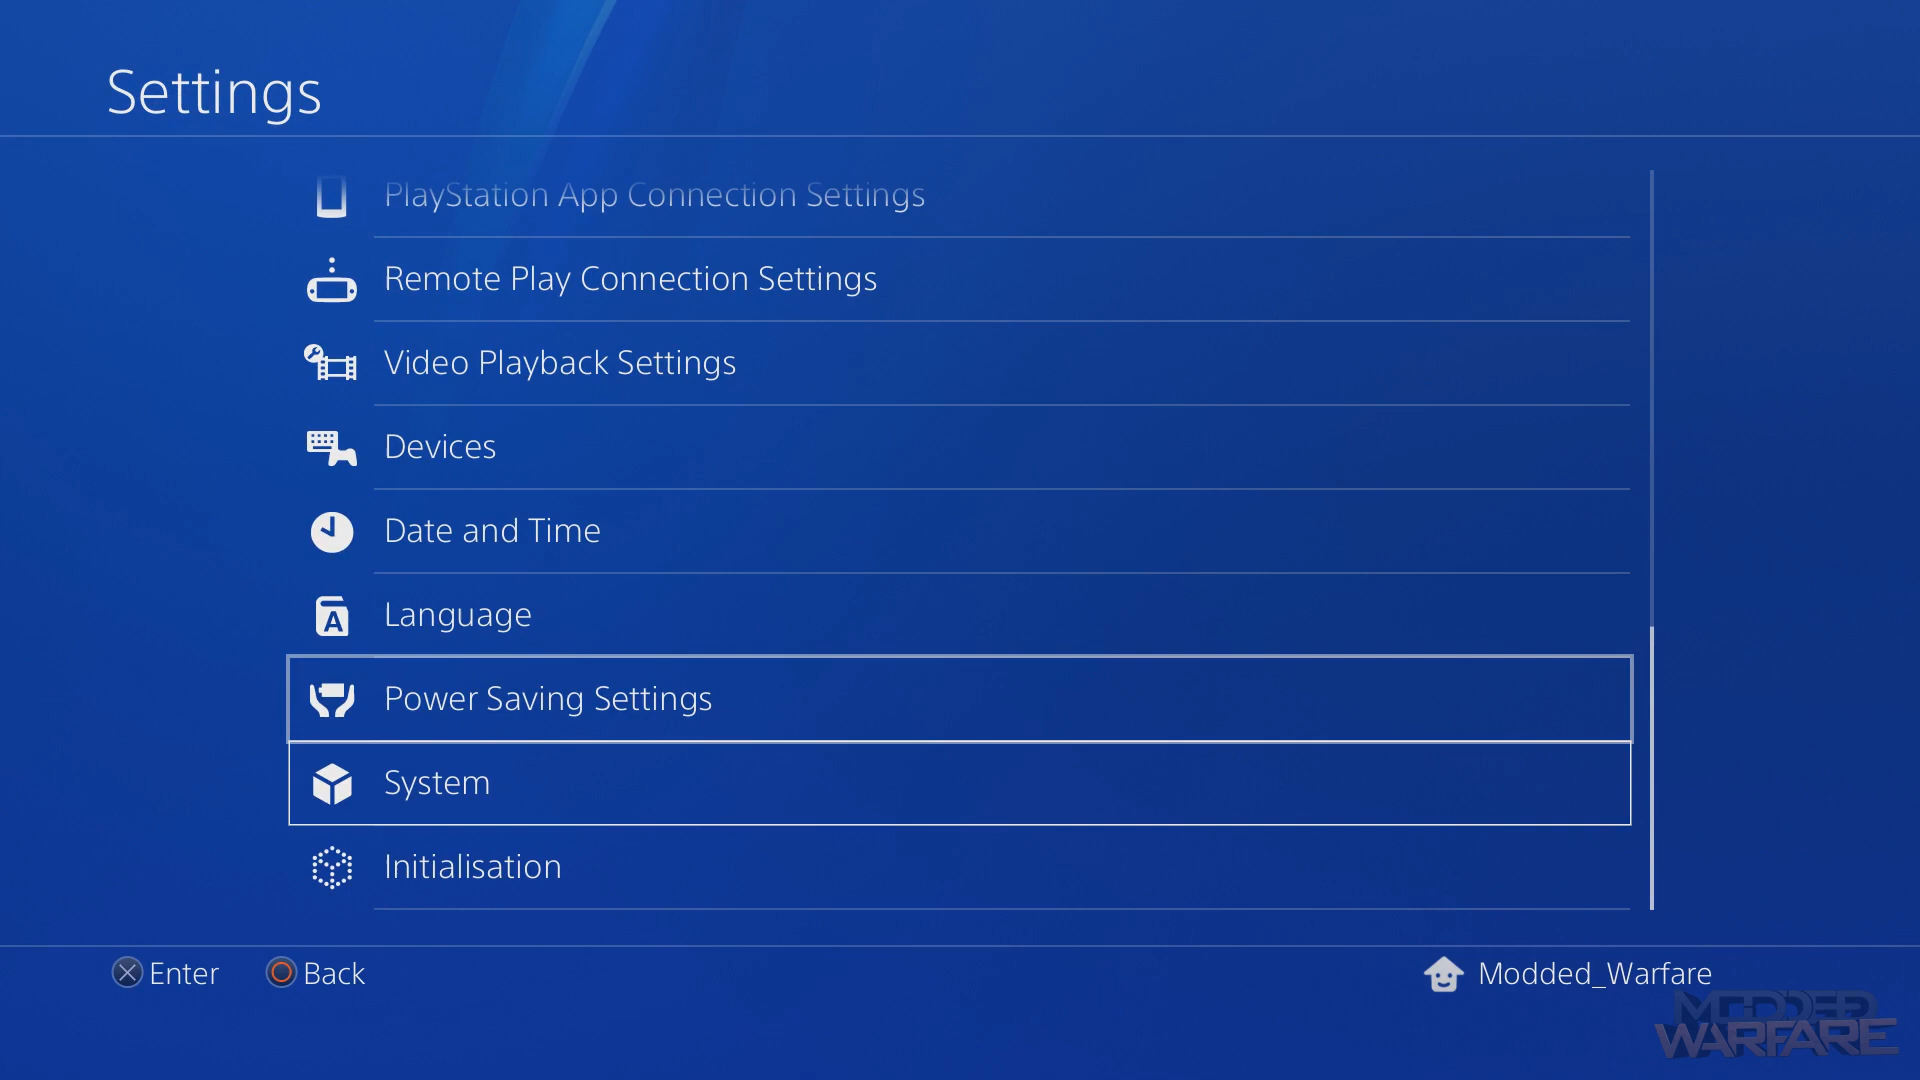 Settings
PlayStation App Connection Settings
Remote Play Connection Settings
Video Playback Settings
Devices
Date and Time
A Language
Power Saving Settings
System
Initialisation
Enter Back Modded_Warfare
MODDED
WARFARE